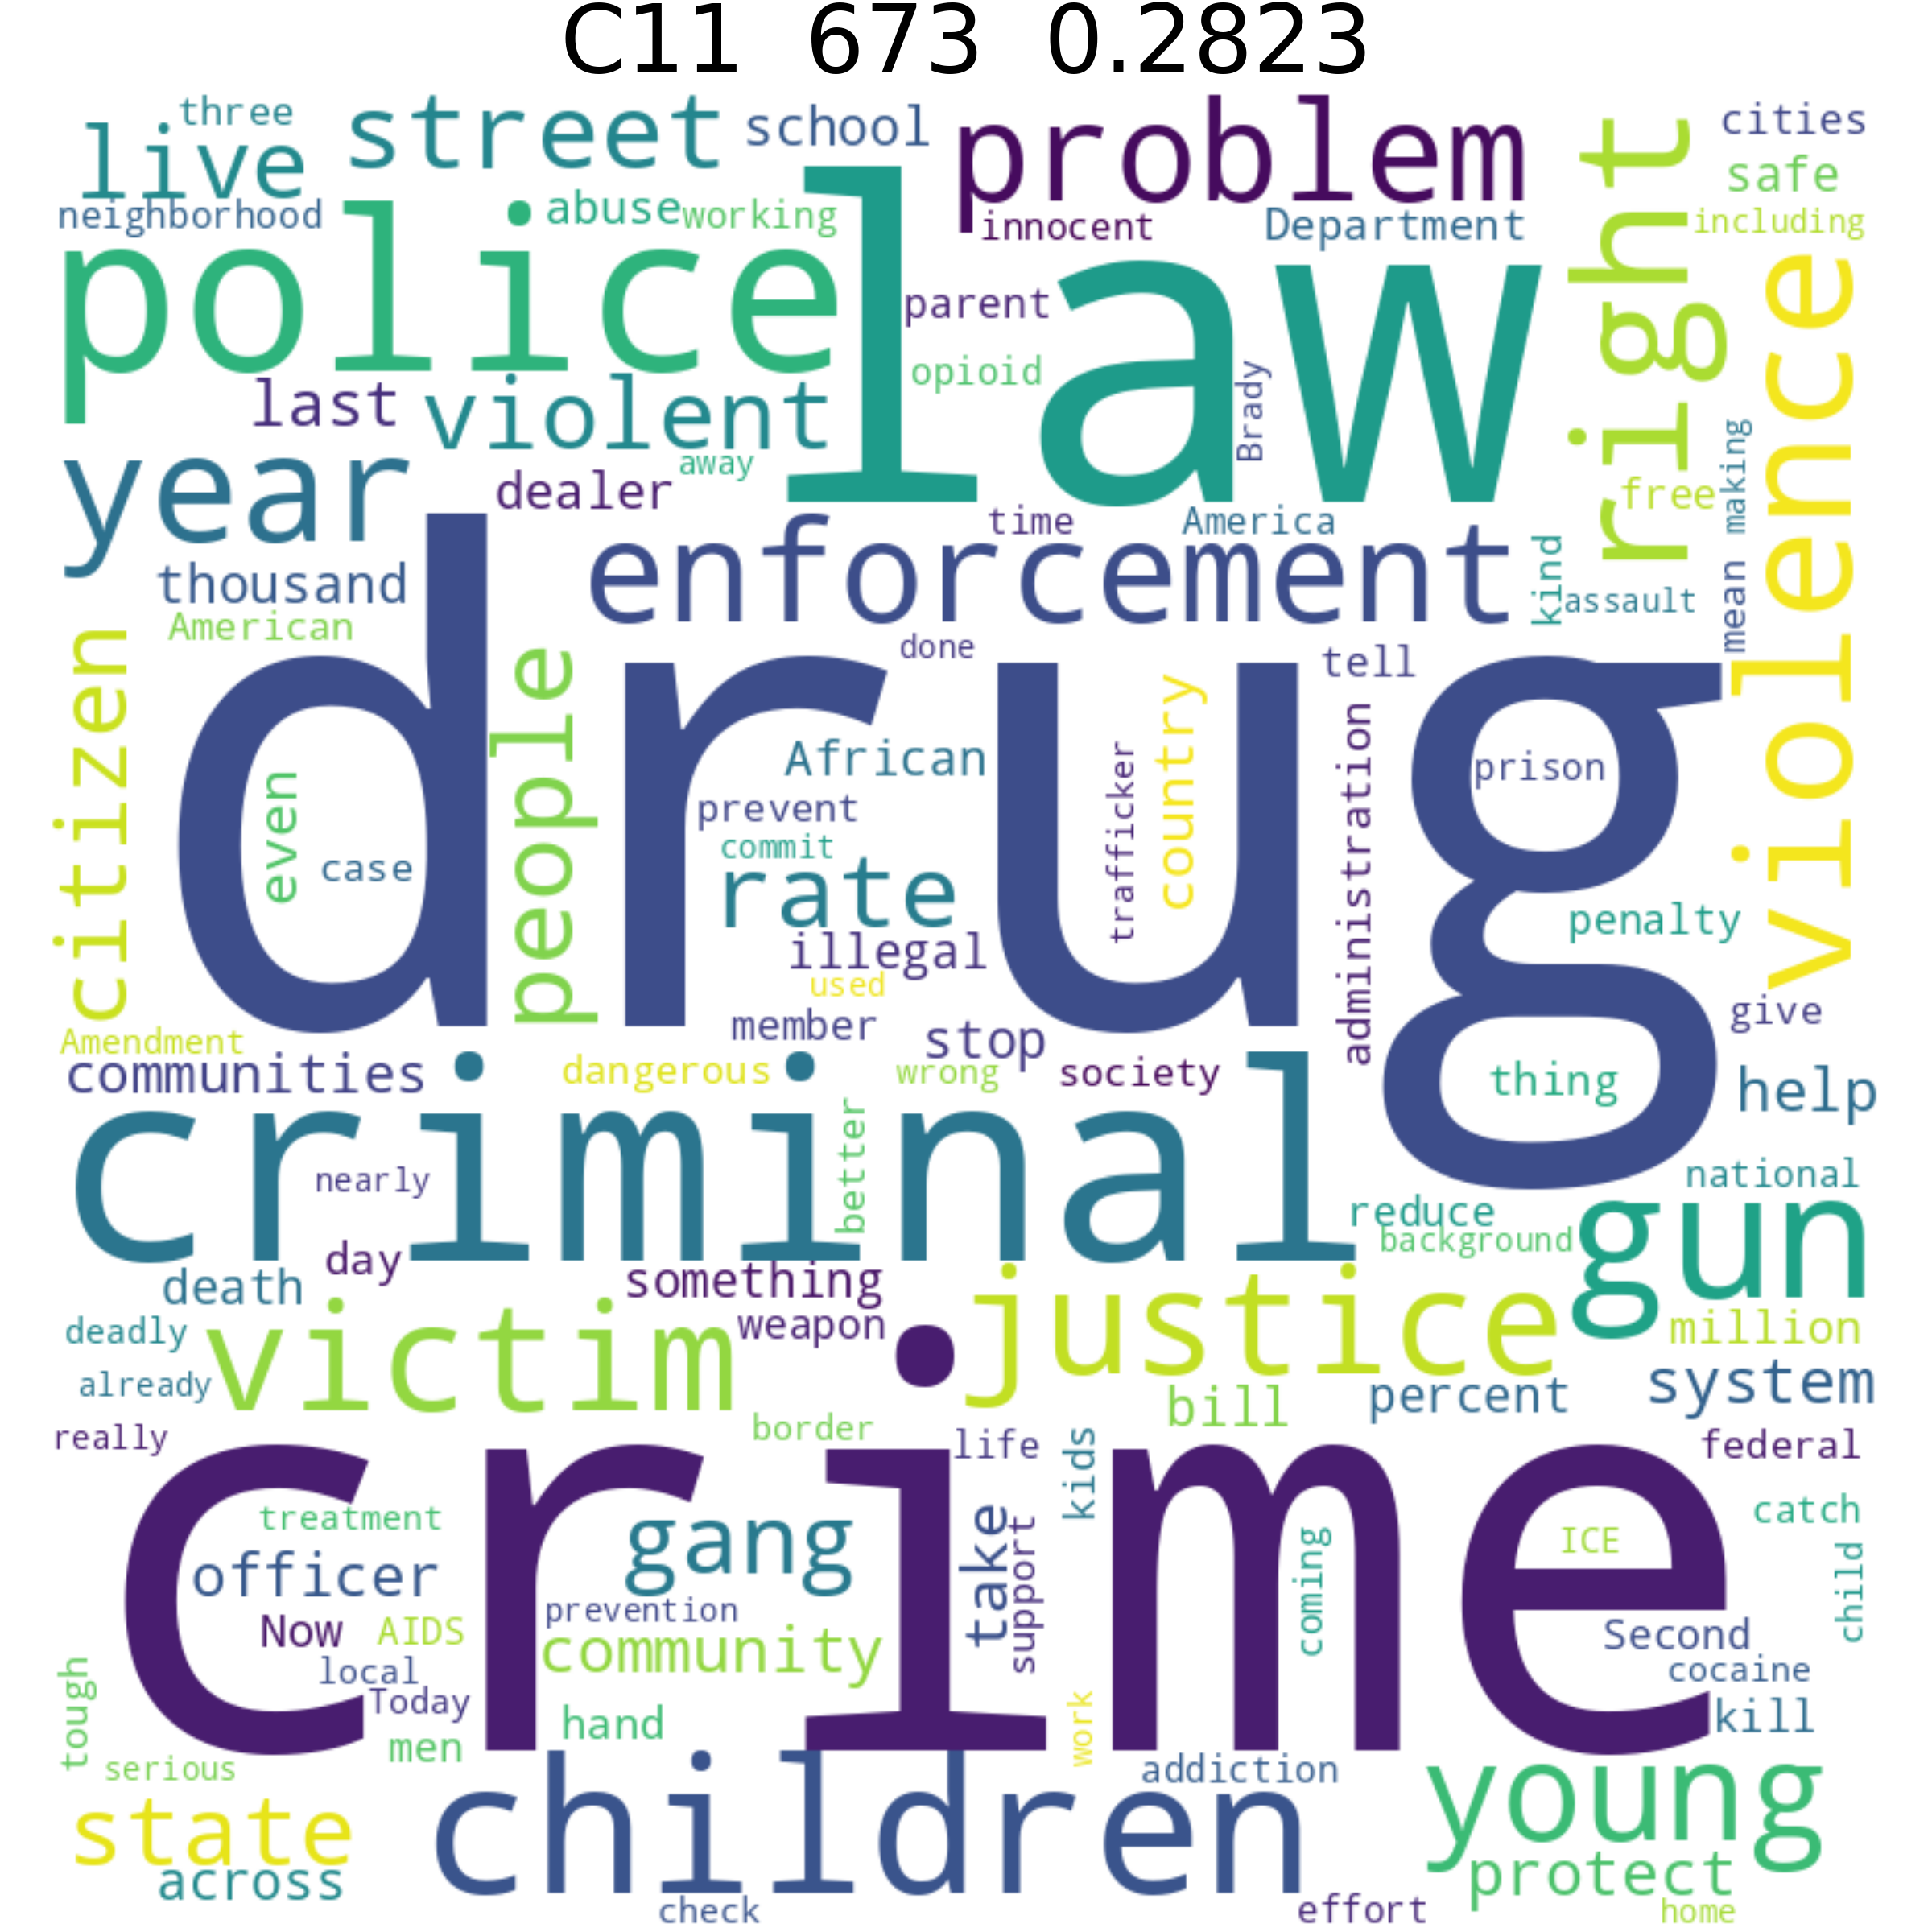 C11 673 0.2823
three
live
street
school
problem
cities
safe
neighborhood
abuse
working
innocent
Department
including
police
law
parent
right
violence
last
violent
opioid
Brady
away
year
dealer
free
making
time
America
thousand
enforcement
kind
assault
mean
American
citizen
drug
people
done
tell
African
country
trafficker
administration
prison
even
prevent
case
commit
rate
penalty
illegal
used
member
stop
give
Amendment
communities
dangerous
wrong
society
thing
help
criminal
better
nearly
national
reduce
background
gun
day
death
something
justice
deadly
victim
weapon
million
already
percent
system
bill
border
really
crime
life
kids
federal
treatment
gang
take
support
coming
ICE
catch
child
officer
prevention
Now
AIDS
community
Second
local
cocaine
Today
tough
hand
work
kill
men
serious
addiction
young
state
children
across
protect
check
effort
home